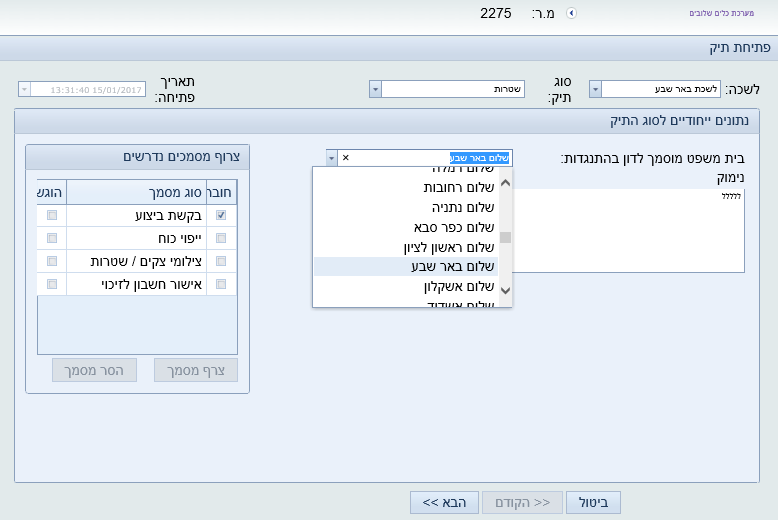 מערכת כלים שלובים
מ.ר: 2275
פתיחת תיק
לשכה: לשכת באר שבע
סוג תיק: שטרות
תאריך פתיחה: 13:31:40 15/01/2017
נתונים ייחודיים לסוג התיק
בית משפט מוסמך לדון בהתנגדות: שלום באר שבע
נימוק
ללללל
שלום רמלה
שלום רחובות
שלום נתניה
שלום כפר סבא
שלום ראשון לציון
שלום באר שבע
שלום אשקלון
שלום אשדוד
צרוף מסמכים נדרשים
חובה סוג מסמך הוגש
בקשת ביצוע
ייפוי כוח
צילומי צקים / שטרות
אישור חשבון לזיכוי
צרף מסמך הסר מסמך
ביטול << הקודם הבא >>